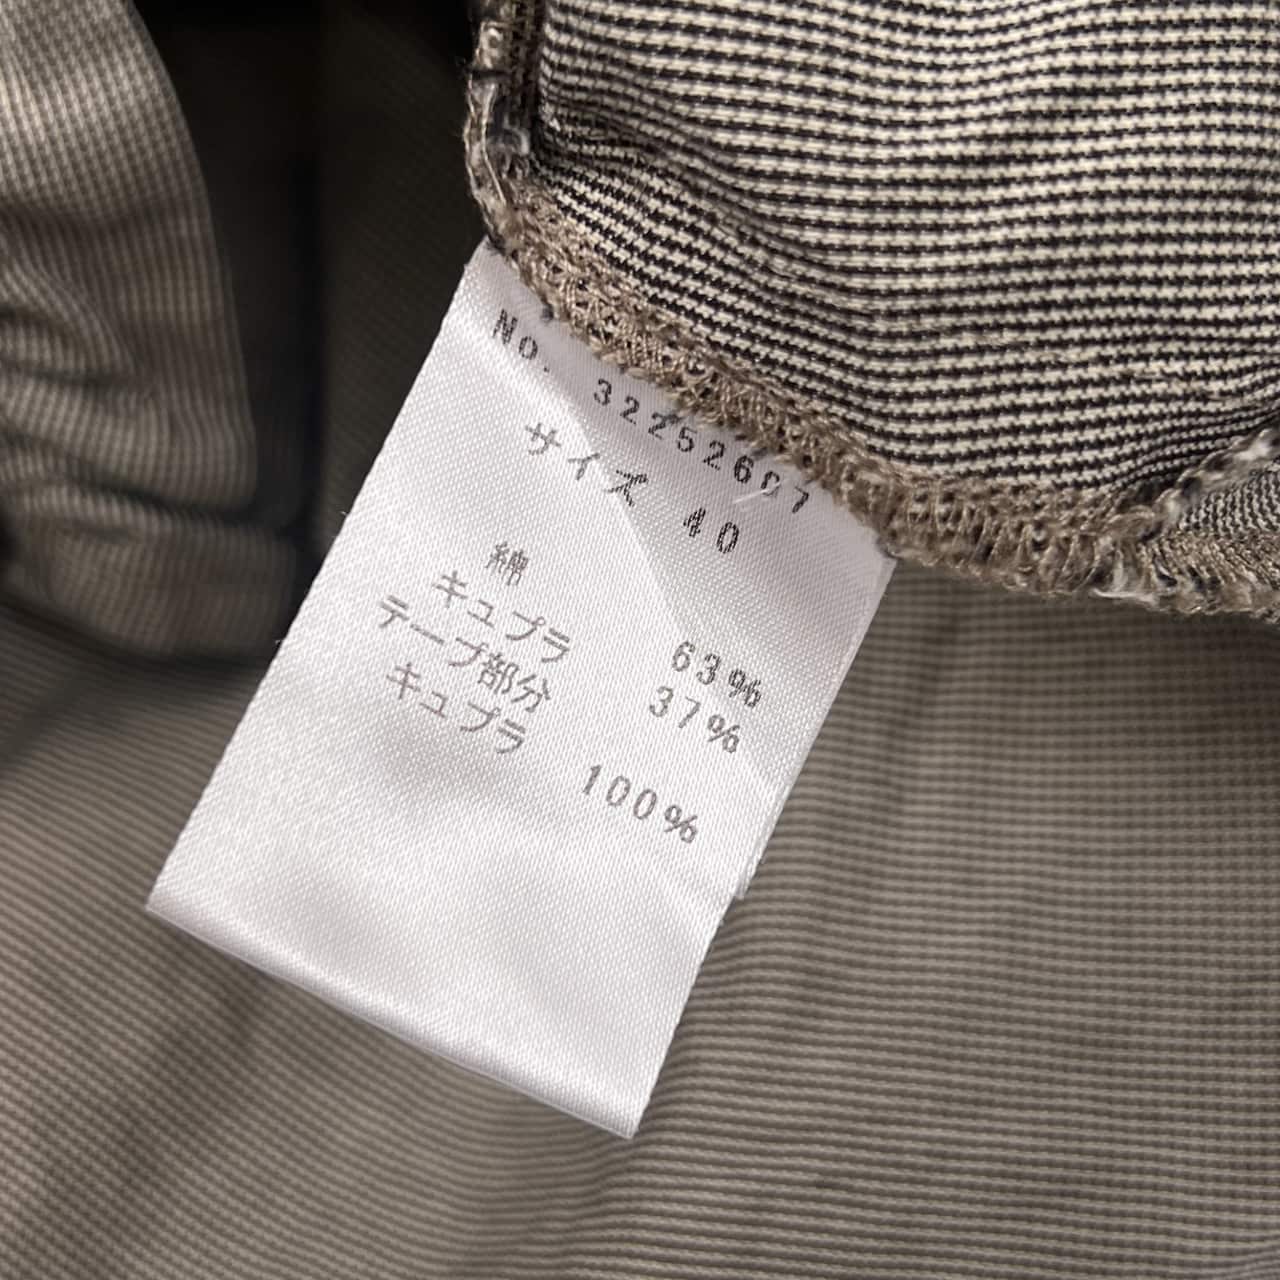 No. 32252607
サイズ 40
綿 63%
キュプラ 37%
テープ部分
キュプラ 100%